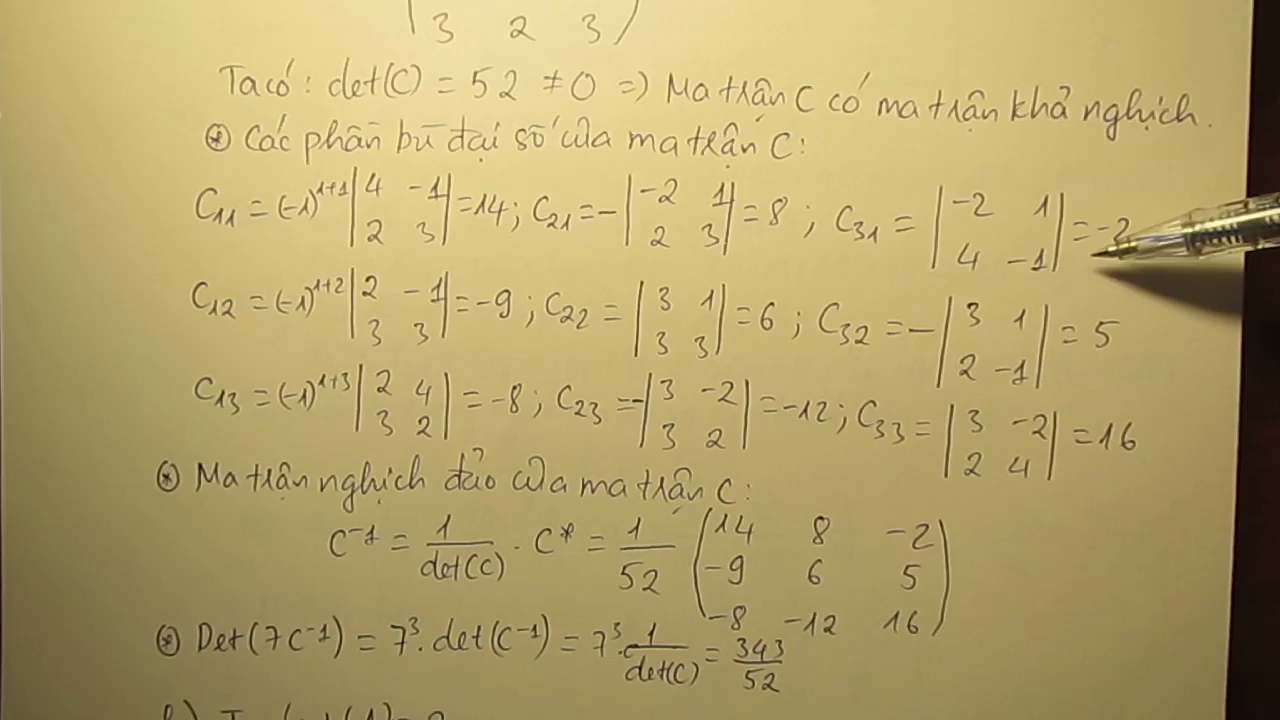 3 2 3
Ta có: det(C) = 52 ≠ 0 => Ma trận C có ma trận khả nghịch.
⊛ Các phần bù đại số của ma trận C:
C11 = (-1)^1+1 |4 -1; 2 3| = 14; C21 = -|-2 1; 2 3| = 8; C31 = |-2 1; 4 -1| = -2
C12 = (-1)^1+2 |2 -1; 3 3| = -9; C22 = |3 1; 3 3| = 6; C32 = -|3 1; 2 -1| = 5
C13 = (-1)^1+3 |2 4; 3 2| = -8; C23 = -|3 -2; 3 2| = -12; C33 = |3 -2; 2 4| = 16
⊛ Ma trận nghịch đảo của ma trận C:
C^-1 = 1/det(C) . C* = 1/52 (14 8 -2
-9 6 5
-8 -12 16)
⊛ Det(7C^-1) = 7^3. det(C^-1) = 7^3. 1/det(C) = 343/52